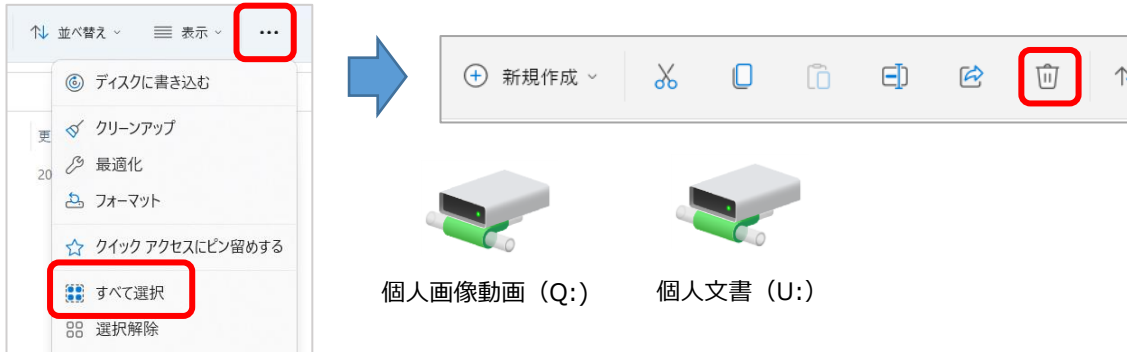 ↑↓ 並べ替え 表示 …
ディスクに書き込む
更
クリーンアップ
最適化
20
フォーマット
クイック アクセスにピン留めする
すべて選択
選択解除
新規作成
個人画像動画（Q:)
個人文書（U:）